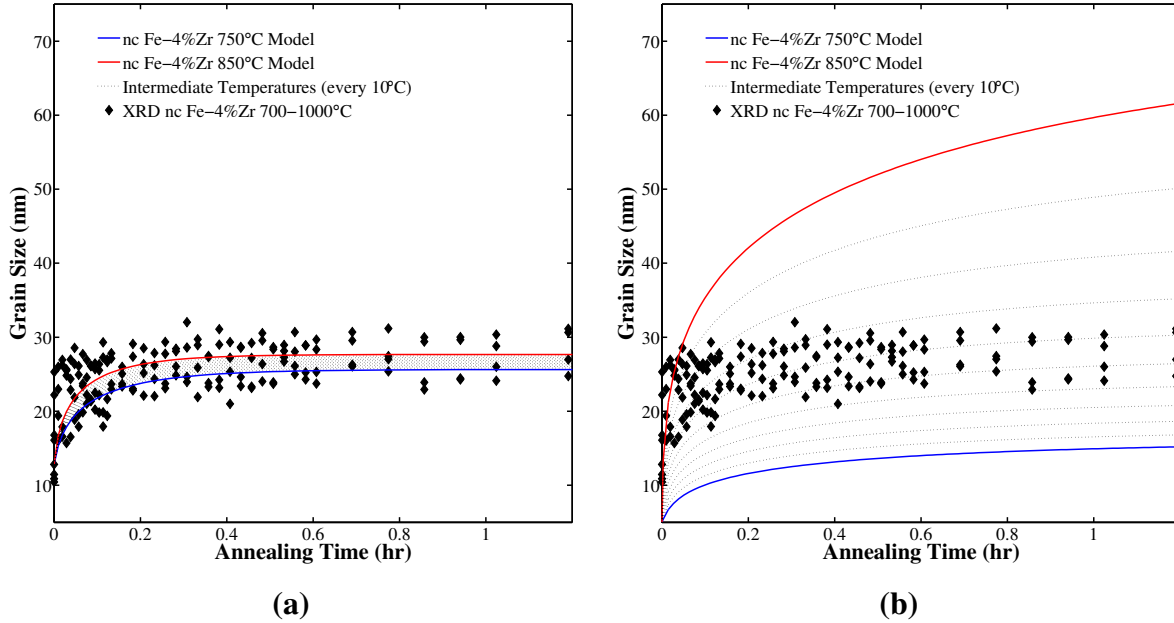 nc Fe−4%Zr 750°C Model
nc Fe−4%Zr 850°C Model
Intermediate Temperatures (every 10°C)
XRD nc Fe−4%Zr 700−1000°C
Grain Size (nm)
70
60
50
40
30
20
10
0
0.2
0.4
0.6
0.8
1
Annealing Time (hr)
(a)
nc Fe−4%Zr 750°C Model
nc Fe−4%Zr 850°C Model
Intermediate Temperatures (every 10°C)
XRD nc Fe−4%Zr 700−1000°C
Grain Size (nm)
70
60
50
40
30
20
10
0
0.2
0.4
0.6
0.8
1
Annealing Time (hr)
(b)